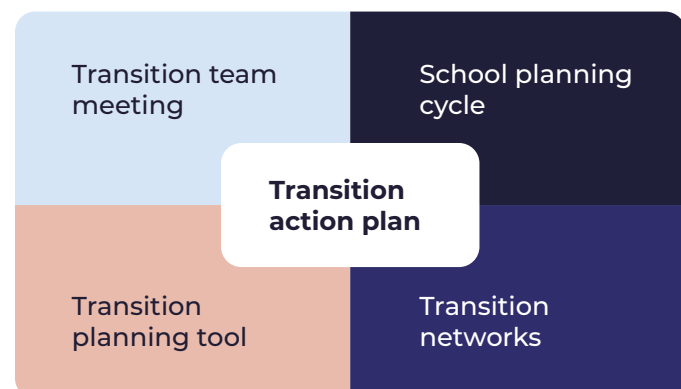 Transition team
meeting
School planning
cycle
Transition
action plan
Transition
planning tool
Transition
networks